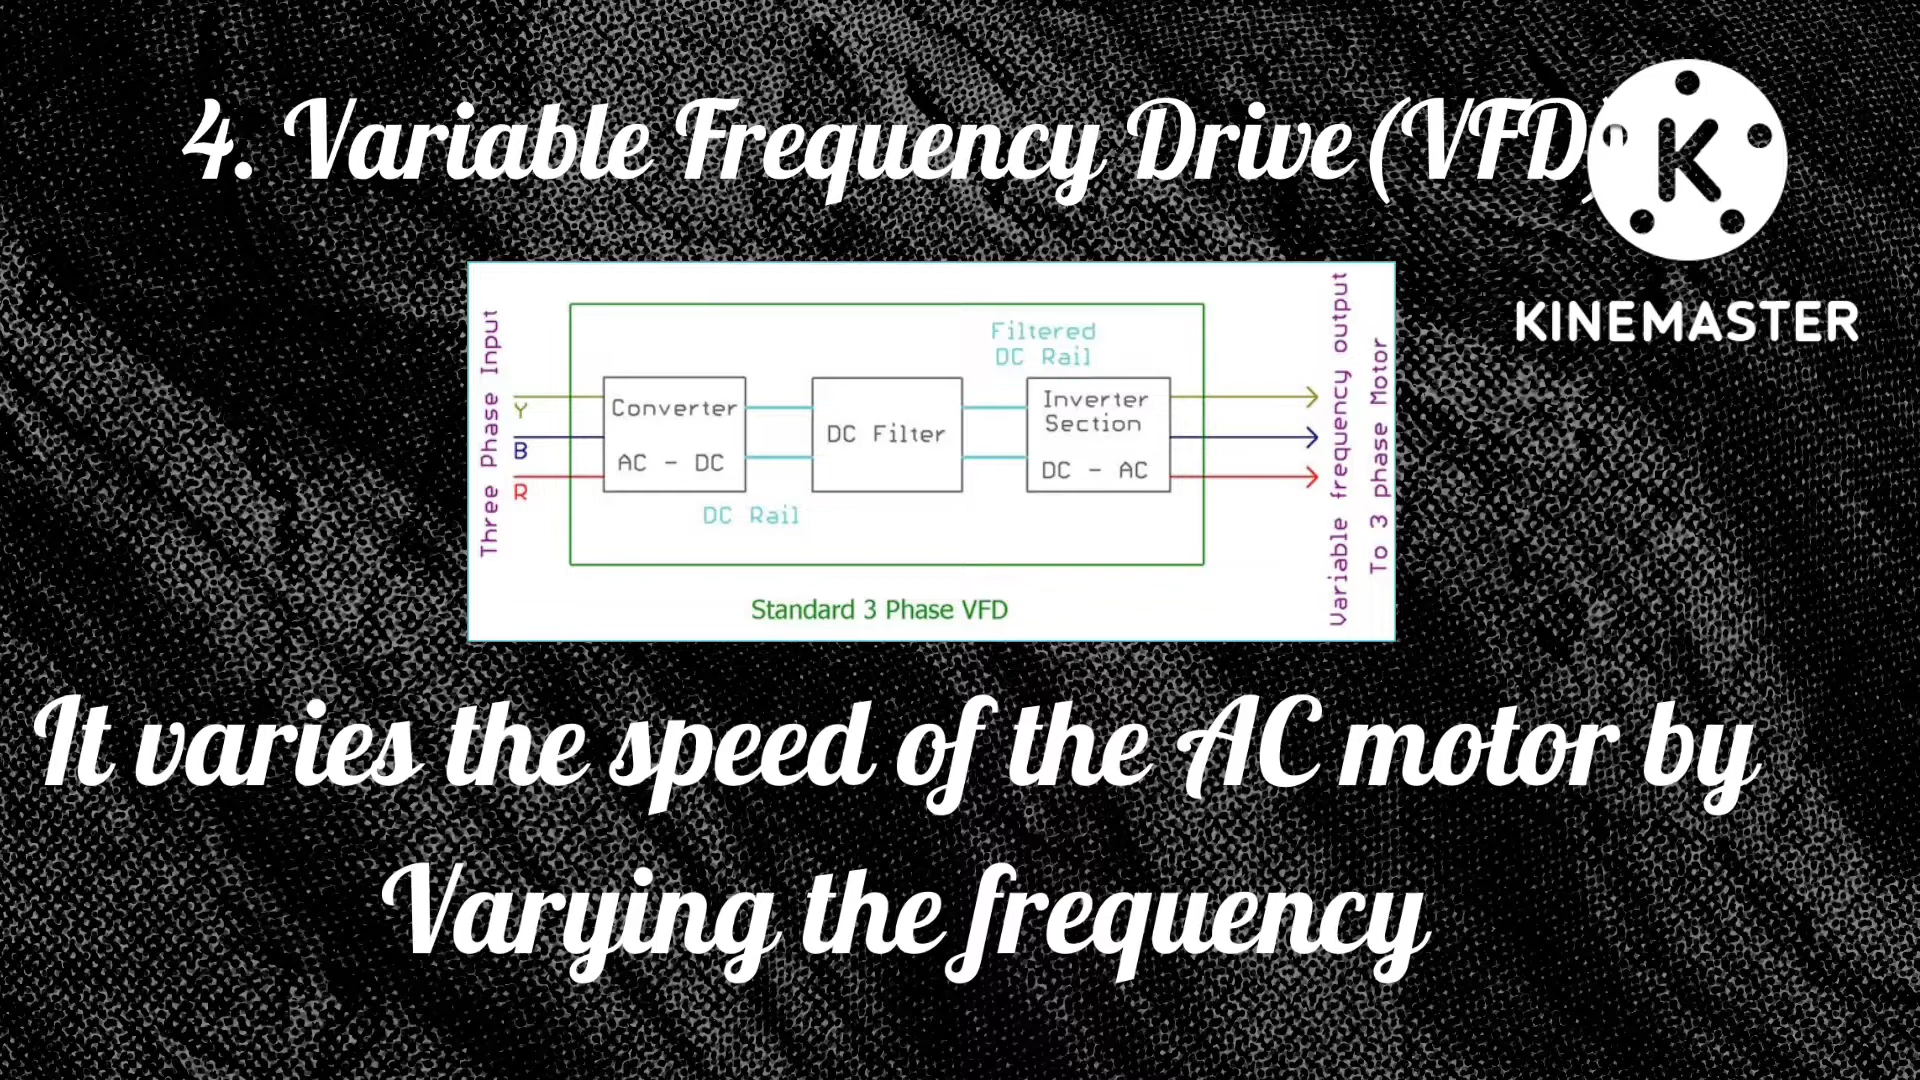 4. Variable Frequency Drive (VFD)
KINEMASTER
Three Phase Input
Y
B
R
Converter
AC - DC
DC Rail
DC Filter
Filtered
DC Rail
Inverter
Section
DC - AC
Variable frequency output
To 3 phase Motor
Standard 3 Phase VFD
It varies the speed of the AC motor by
Varying the frequency